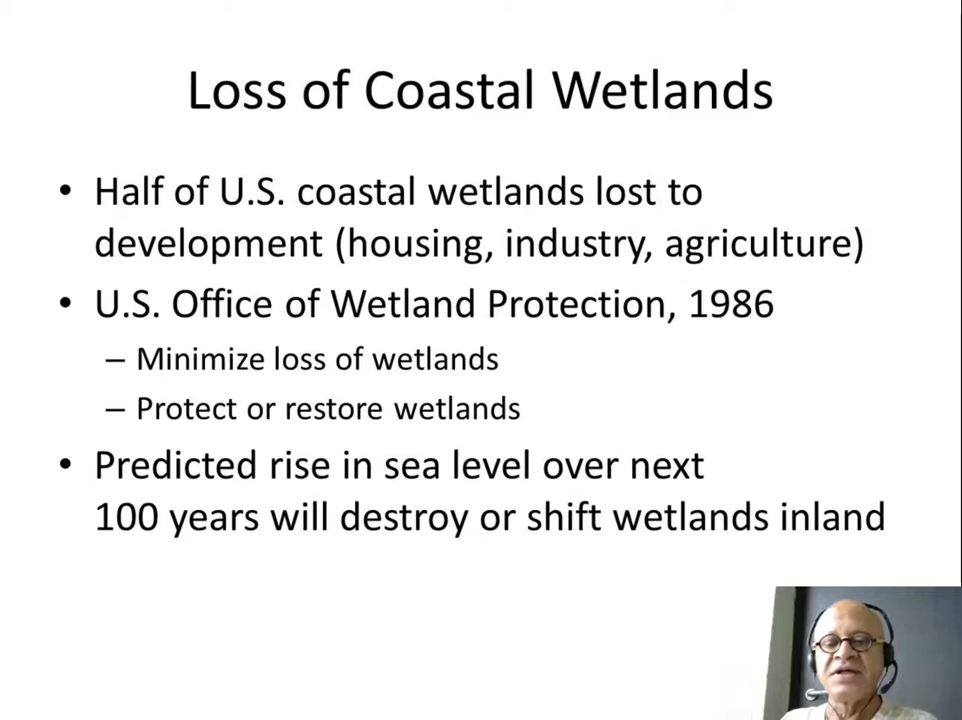 Loss of Coastal Wetlands
• Half of U.S. coastal wetlands lost to
development (housing, industry, agriculture)
• U.S. Office of Wetland Protection, 1986
– Minimize loss of wetlands
– Protect or restore wetlands
• Predicted rise in sea level over next
100 years will destroy or shift wetlands inland